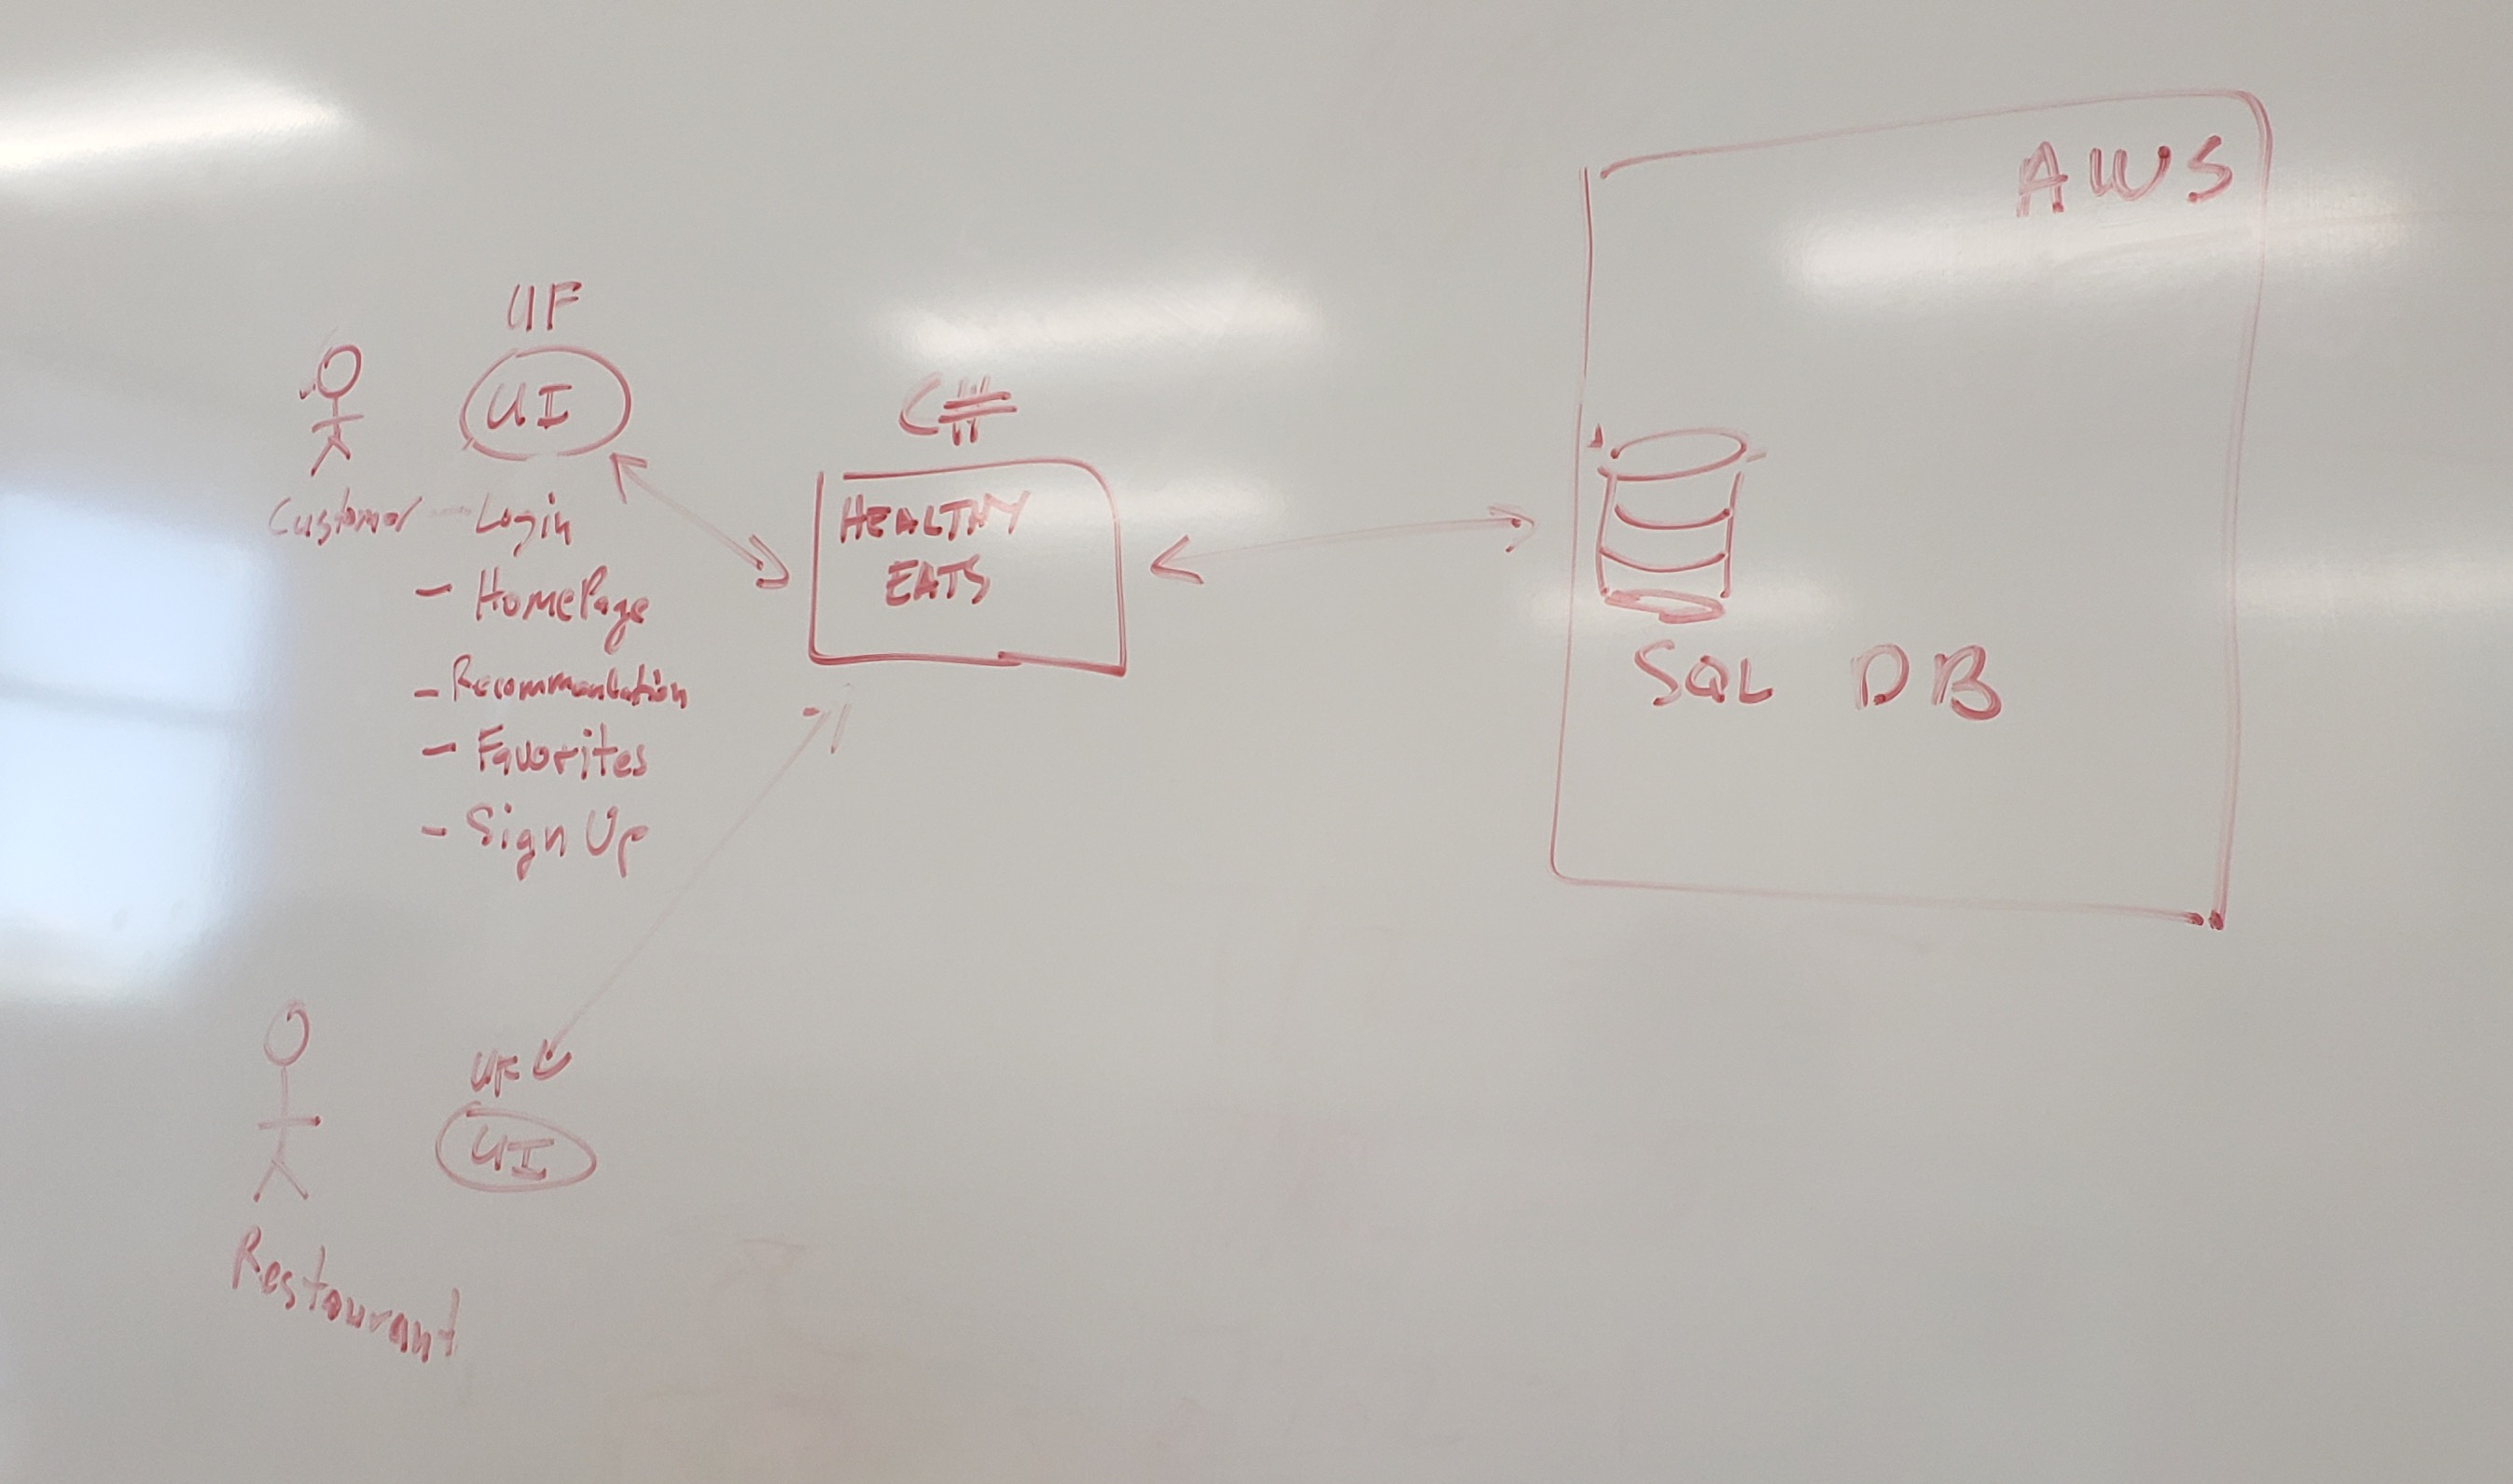 AWS
UF
UI
C#
HEALTHY
EATS
Customer - Login
- HomePage
- Recommendation
- Favorites
- Sign Up
SQL DB
UF
UI
Restaurant